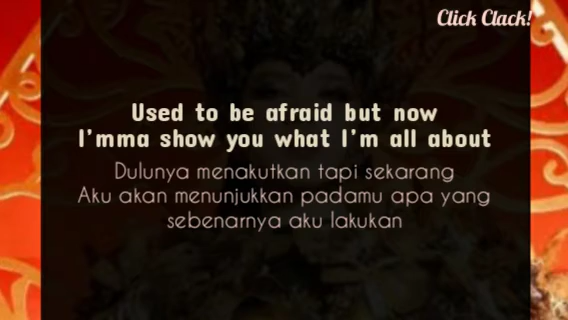 Click Clack!
Used to be afraid but now
I'mma show you what I'm all about
Dulunya menakutkan tapi sekarang
Aku akan menunjukkan padamu apa yang
sebenarnya aku lakukan